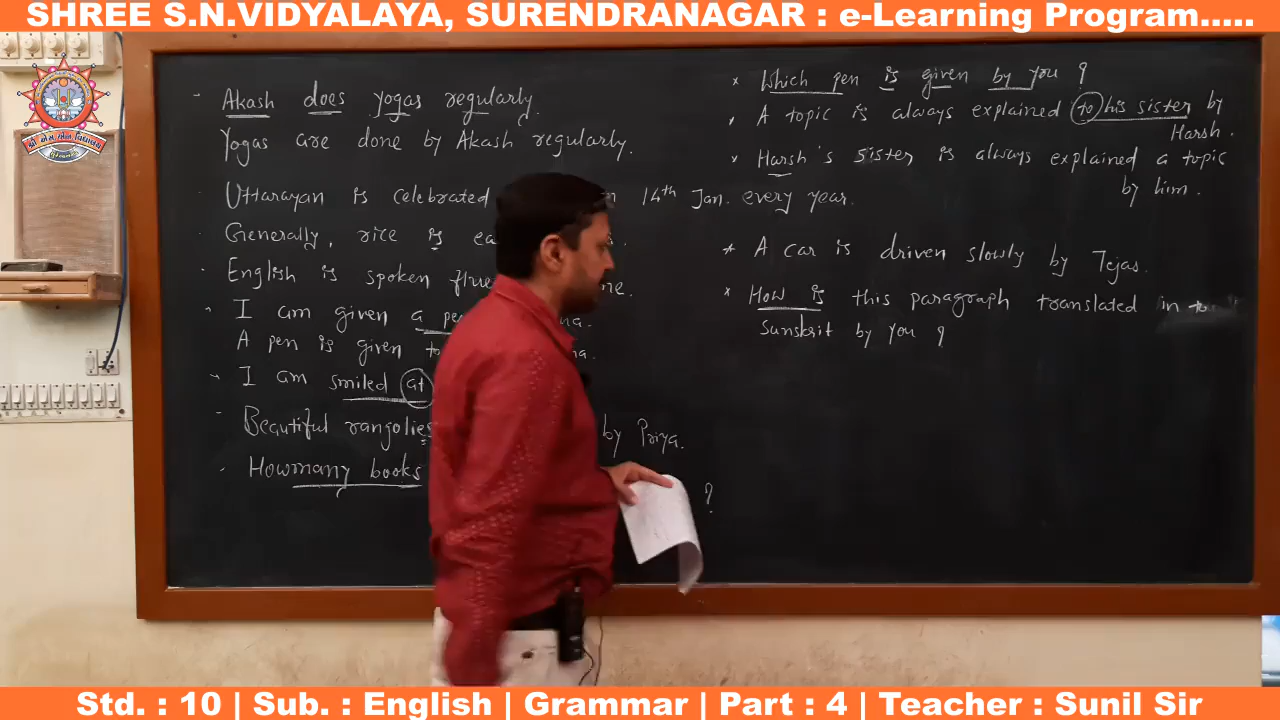 SHREE S.N.VIDYALAYA, SURENDRANAGAR : e-Learning Program.....
Akash does yogas regularly.
Yogas are done by Akash regularly.
Uttarayan is celebrated 14th Jan. every year.
Generally, rice is
English is spoken
I am given a
A pen is given
I am smiled at
Beautiful rangolies by Priya.
Howmany books ?
* Which pen is given by you ?
A topic is always explained to his sister by
Harsh.
* Harsh's sister is always explained a topic
by him.
* A car is driven slowly by Tejas.
* How is this paragraph translated in to
Sunskrit by you ?
Std. : 10 | Sub. : English | Grammar | Part : 4 | Teacher : Sunil Sir